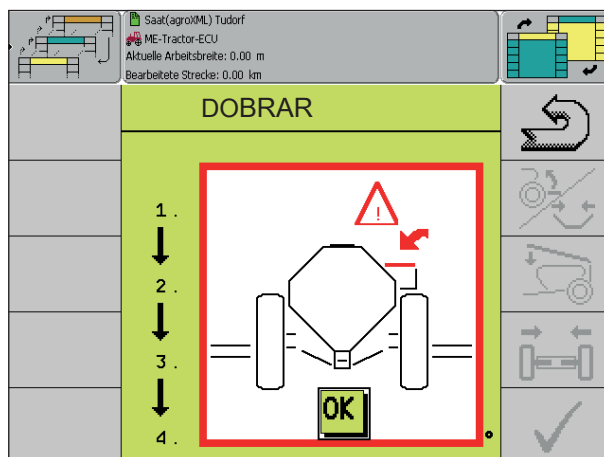 Saat(agroXML) Tudorf
ME-Tractor-ECU
Aktuelle Arbeitsbreite: 0.00 m
Bearbeitete Strecke: 0.00 km
DOBRAR
1.
2.
3.
4.
!
OK